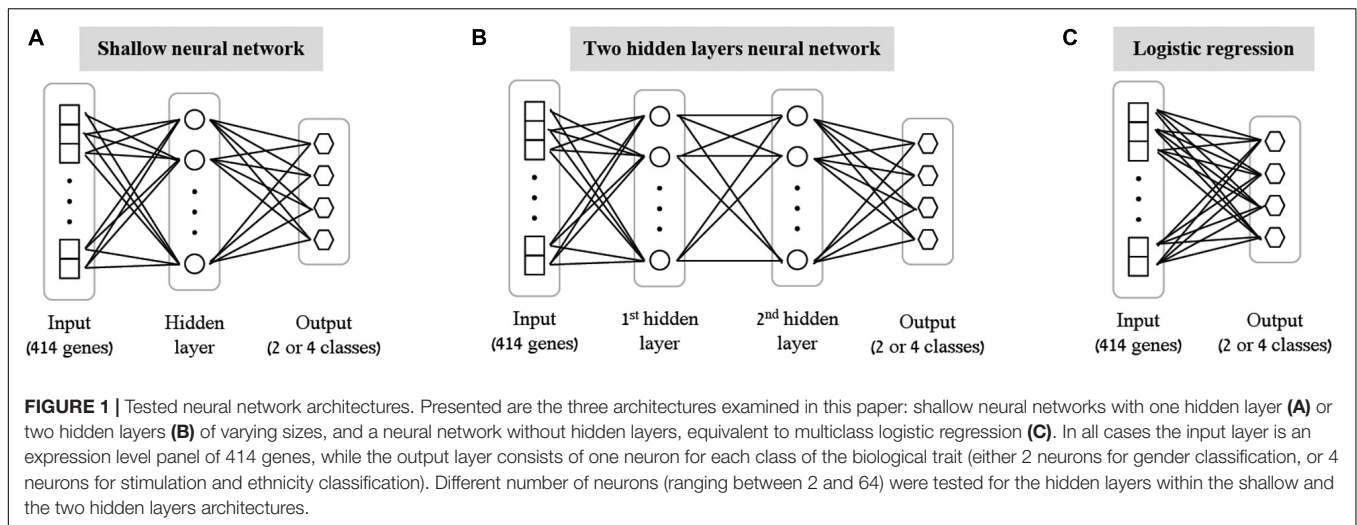 A
Shallow neural network
Input
(414 genes)
Hidden
layer
Output
(2 or 4 classes)
B
Two hidden layers neural network
Input
(414 genes)
1st hidden
layer
2nd hidden
layer
Output
(2 or 4 classes)
C
Logistic regression
Input
(414 genes)
Output
(2 or 4 classes)
FIGURE 1 | Tested neural network architectures. Presented are the three architectures examined in this paper: shallow neural networks with one hidden layer (A) or
two hidden layers (B) of varying sizes, and a neural network without hidden layers, equivalent to multiclass logistic regression (C). In all cases the input layer is an
expression level panel of 414 genes, while the output layer consists of one neuron for each class of the biological trait (either 2 neurons for gender classification, or 4
neurons for stimulation and ethnicity classification). Different number of neurons (ranging between 2 and 64) were tested for the hidden layers within the shallow and
the two hidden layers architectures.